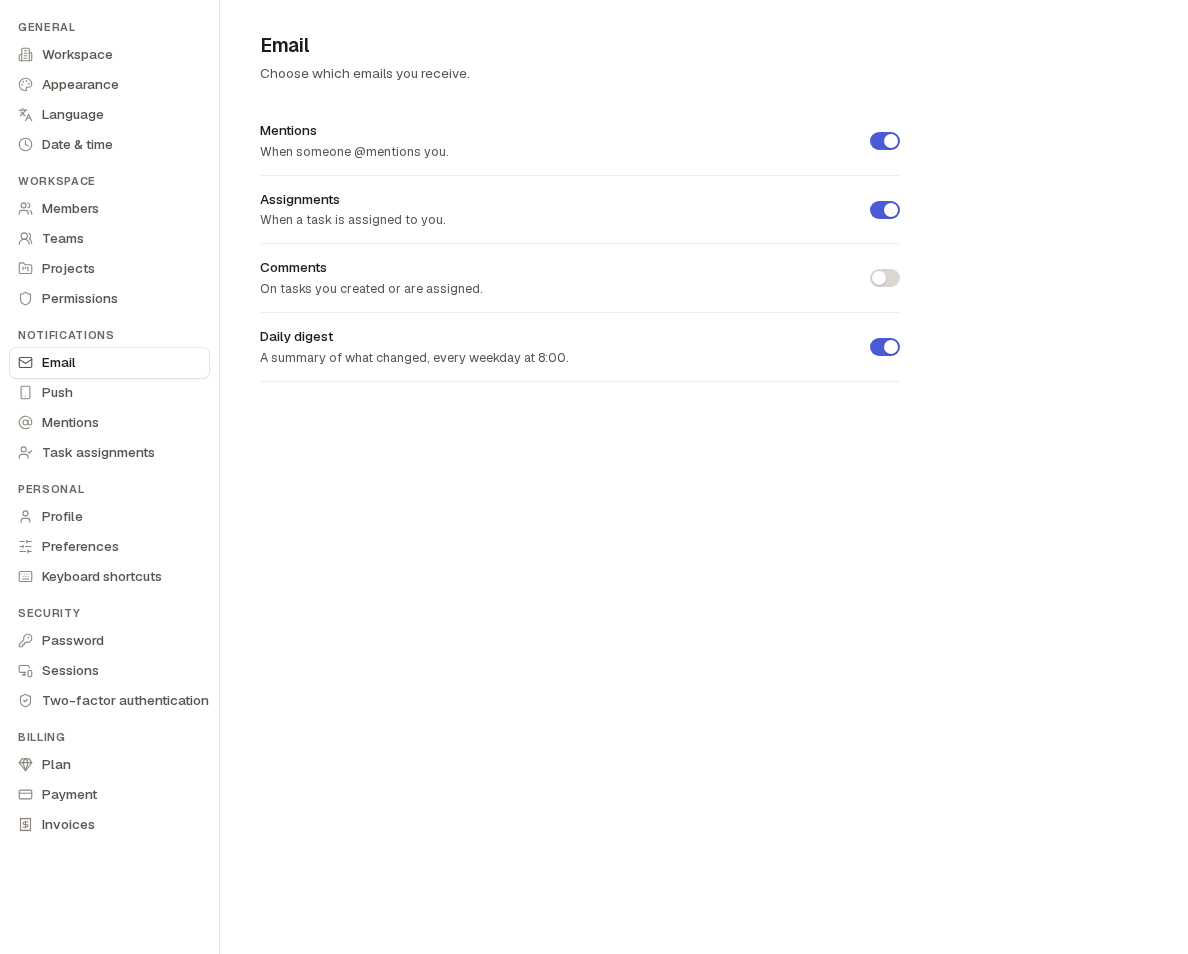 GENERAL
Workspace
Appearance
Language
Date & time
WORKSPACE
Members
Teams
Projects
Permissions
NOTIFICATIONS
Email
Push
Mentions
Task assignments
PERSONAL
Profile
Preferences
Keyboard shortcuts
SECURITY
Password
Sessions
Two-factor authentication
BILLING
Plan
Payment
Invoices
Email
Choose which emails you receive.
Mentions
When someone @mentions you.
Assignments
When a task is assigned to you.
Comments
On tasks you created or are assigned.
Daily digest
A summary of what changed, every weekday at 8:00.